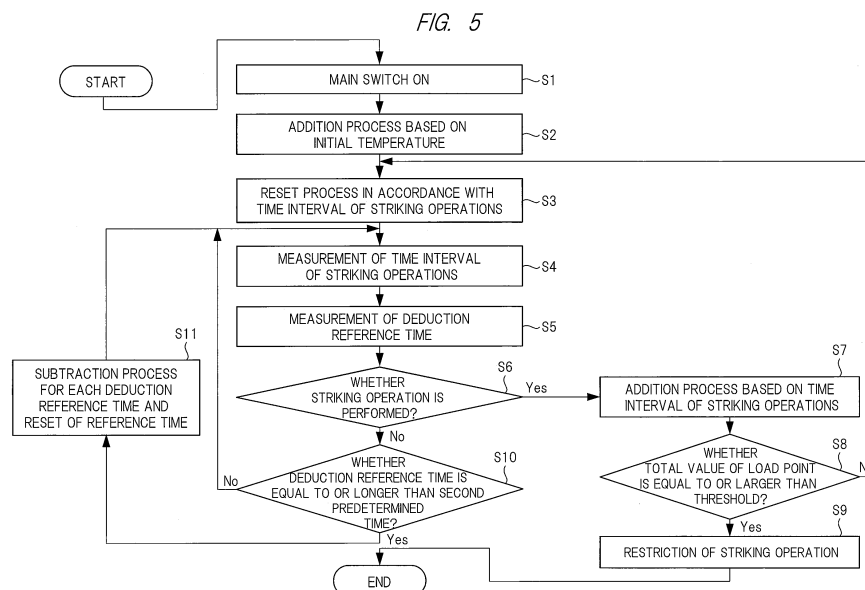 FIG. 5
START
MAIN SWITCH ON
S1
ADDITION PROCESS BASED ON
INITIAL TEMPERATURE
S2
RESET PROCESS IN ACCORDANCE WITH
TIME INTERVAL OF STRIKING OPERATIONS
S3
MEASUREMENT OF TIME INTERVAL
OF STRIKING OPERATIONS
S4
MEASUREMENT OF DEDUCTION
REFERENCE TIME
S5
S11
SUBTRACTION PROCESS
FOR EACH DEDUCTION
REFERENCE TIME AND
RESET OF REFERENCE TIME
S6
WHETHER
STRIKING OPERATION IS
PERFORMED?
Yes
No
S7
ADDITION PROCESS BASED ON TIME
INTERVAL OF STRIKING OPERATIONS
S8
WHETHER
TOTAL VALUE OF LOAD POINT
IS EQUAL TO OR LARGER THAN
THRESHOLD?
Yes
S10
WHETHER
DEDUCTION REFERENCE TIME IS
EQUAL TO OR LONGER THAN SECOND
PREDETERMINED
TIME?
No
Yes
S9
RESTRICTION OF STRIKING OPERATION
END